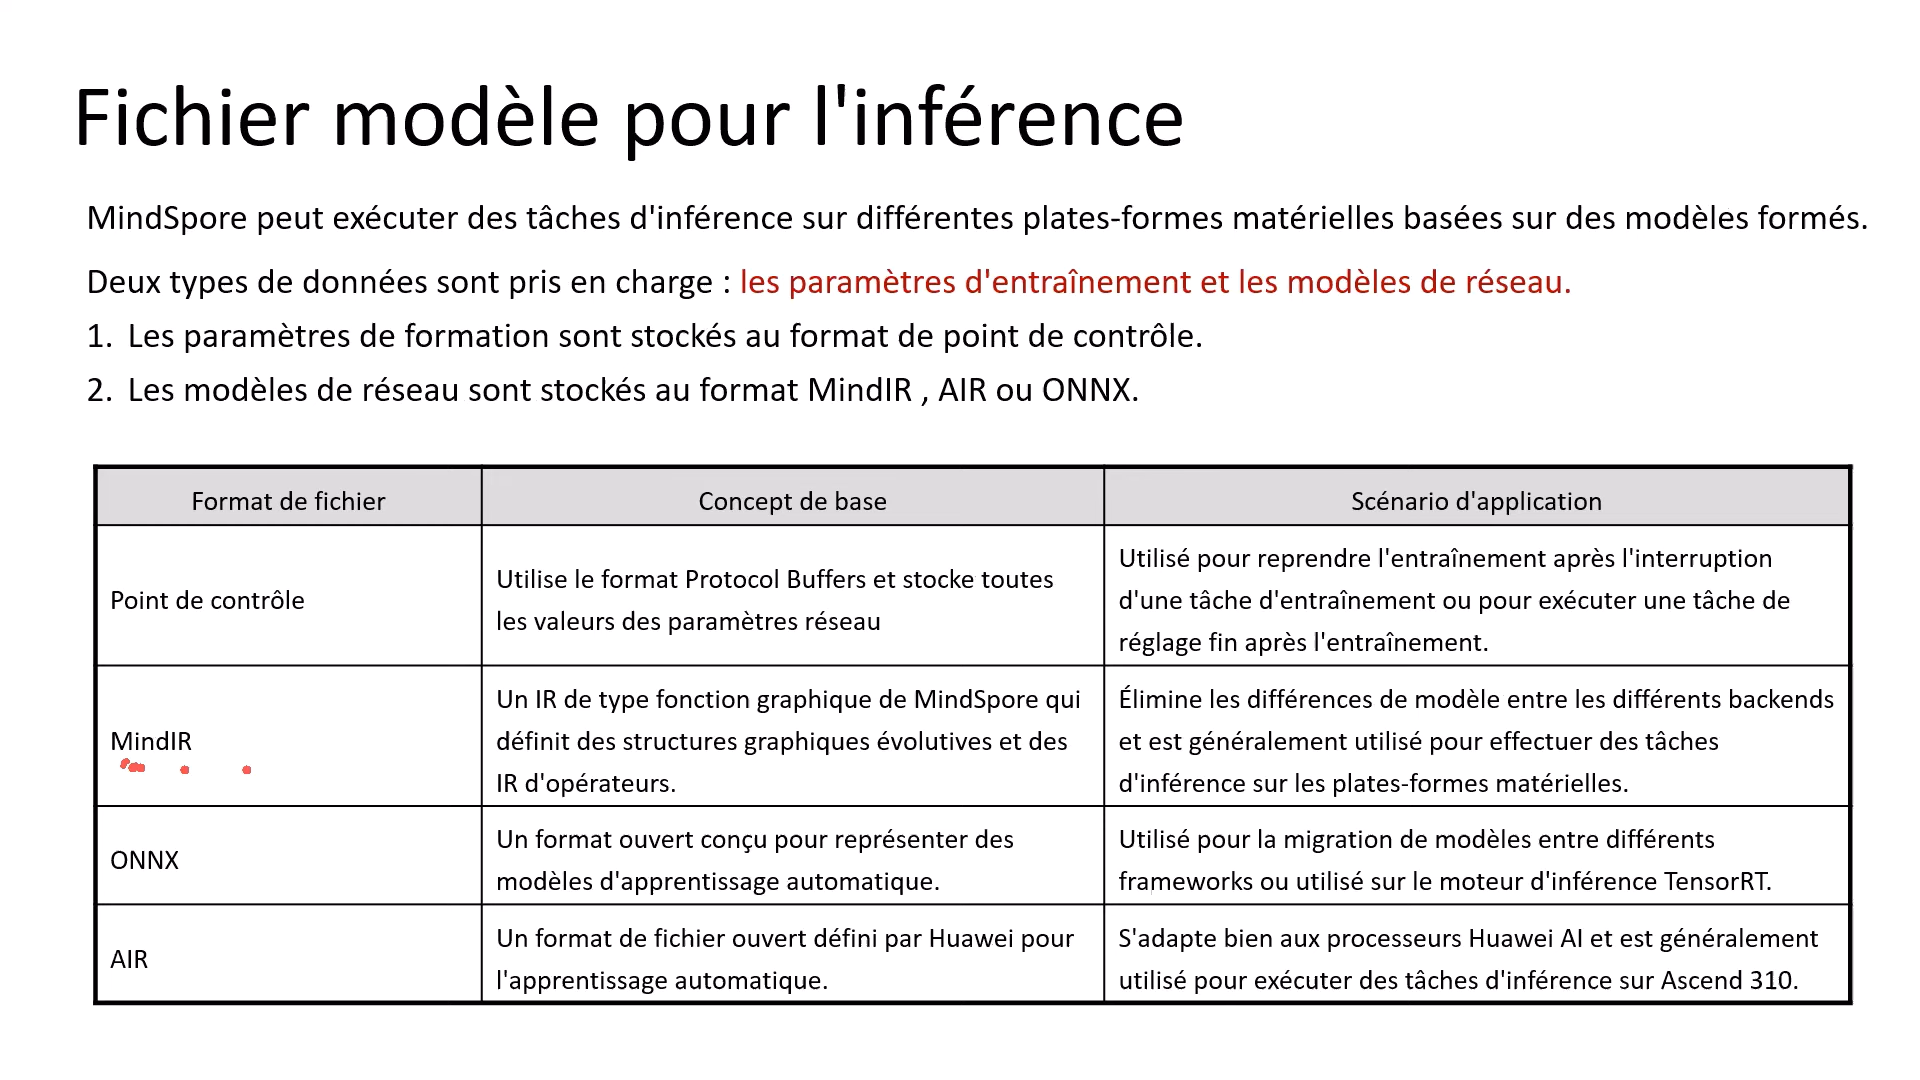 Fichier modèle pour l'inférence
MindSpore peut exécuter des tâches d'inférence sur différentes plates-formes matérielles basées sur des modèles formés.
Deux types de données sont pris en charge : les paramètres d'entraînement et les modèles de réseau.
1. Les paramètres de formation sont stockés au format de point de contrôle.
2. Les modèles de réseau sont stockés au format MindIR , AIR ou ONNX.
Format de fichier
Concept de base
Scénario d'application
Point de contrôle
Utilise le format Protocol Buffers et stocke toutes
les valeurs des paramètres réseau
Utilisé pour reprendre l'entraînement après l'interruption
d'une tâche d'entraînement ou pour exécuter une tâche de
réglage fin après l'entraînement.
MindIR
Un IR de type fonction graphique de MindSpore qui
définit des structures graphiques évolutives et des
IR d'opérateurs.
Élimine les différences de modèle entre les différents backends
et est généralement utilisé pour effectuer des tâches
d'inférence sur les plates-formes matérielles.
ONNX
Un format ouvert conçu pour représenter des
modèles d'apprentissage automatique.
Utilisé pour la migration de modèles entre différents
frameworks ou utilisé sur le moteur d'inférence TensorRT.
AIR
Un format de fichier ouvert défini par Huawei pour
l'apprentissage automatique.
S'adapte bien aux processeurs Huawei AI et est généralement
utilisé pour exécuter des tâches d'inférence sur Ascend 310.